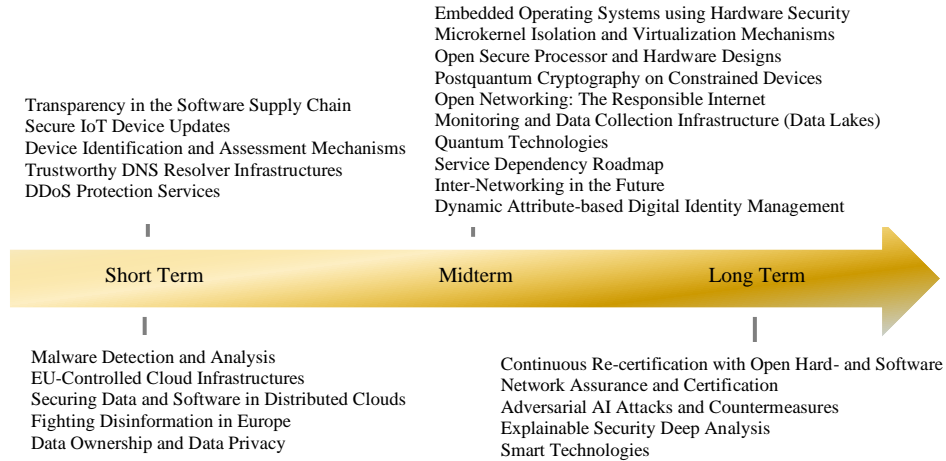 Embedded Operating Systems using Hardware Security
Microkernel Isolation and Virtualization Mechanisms
Open Secure Processor and Hardware Designs
Postquantum Cryptography on Constrained Devices
Open Networking: The Responsible Internet
Monitoring and Data Collection Infrastructure (Data Lakes)
Quantum Technologies
Service Dependency Roadmap
Inter-Networking in the Future
Dynamic Attribute-based Digital Identity Management
Transparency in the Software Supply Chain
Secure IoT Device Updates
Device Identification and Assessment Mechanisms
Trustworthy DNS Resolver Infrastructures
DDoS Protection Services
Short Term
Midterm
Long Term
Malware Detection and Analysis
EU-Controlled Cloud Infrastructures
Securing Data and Software in Distributed Clouds
Fighting Disinformation in Europe
Data Ownership and Data Privacy
Continuous Re-certification with Open Hard- and Software
Network Assurance and Certification
Adversarial AI Attacks and Countermeasures
Explainable Security Deep Analysis
Smart Technologies